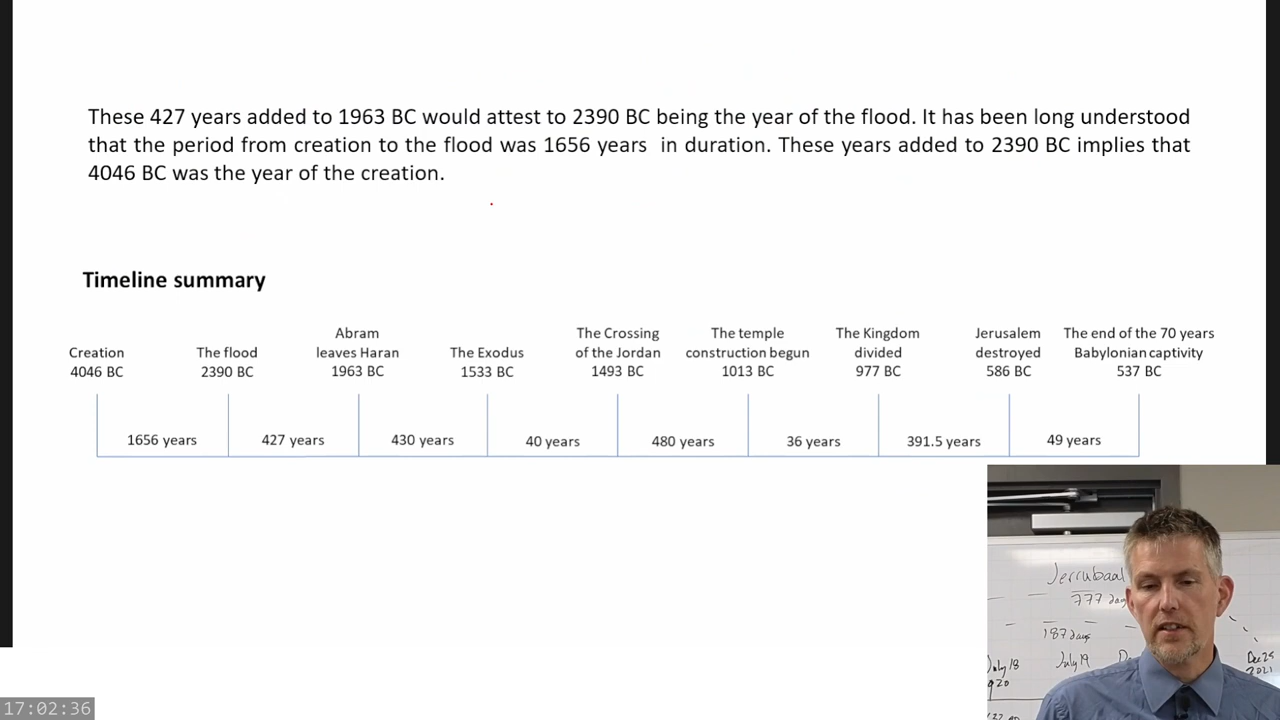 These 427 years added to 1963 BC would attest to 2390 BC being the year of the flood. It has been long understood
that the period from creation to the flood was 1656 years in duration. These years added to 2390 BC implies that
4046 BC was the year of the creation.
Timeline summary
Creation
4046 BC
The flood
2390 BC
Abram
leaves Haran
1963 BC
The Exodus
1533 BC
The Crossing
of the Jordan
1493 BC
The temple
construction begun
1013 BC
The Kingdom
divided
977 BC
Jerusalem
destroyed
586 BC
The end of the 70 years
Babylonian captivity
537 BC
1656 years
427 years
430 years
40 years
480 years
36 years
391.5 years
49 years
Jerrubaal
777 days
187 days
July 18
July 19
Dec 25
2021
17:02:36